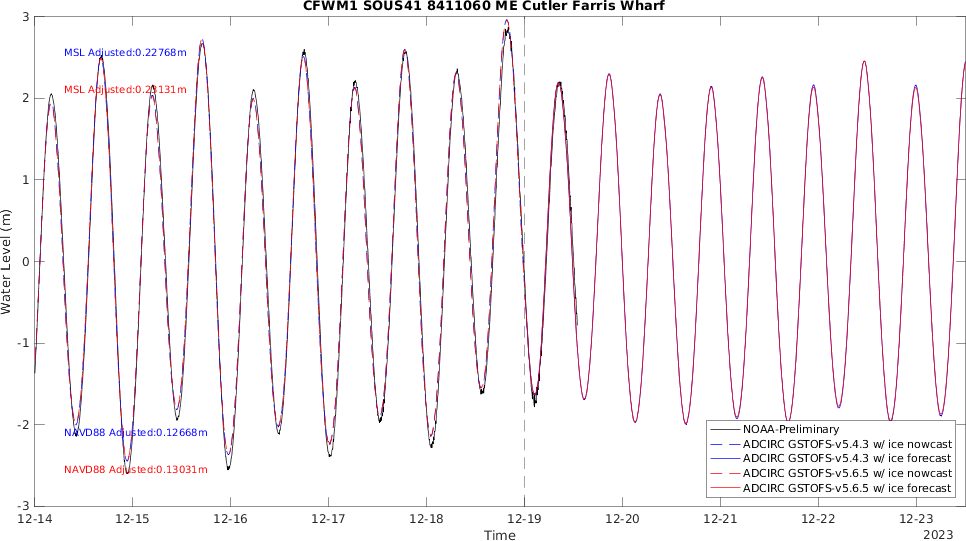 CFWM1 SOUS41 8411060 ME Cutler Farris Wharf
3
2
1
0
-1
-2
-3
Water Level (m)
MSL Adjusted:0.22768m
MSL Adjusted:0.23131m
NAVD88 Adjusted:0.12668m
NAVD88 Adjusted:0.13031m
NOAA-Preliminary
ADCIRC GSTOFS-v5.4.3 w/ ice nowcast
ADCIRC GSTOFS-v5.4.3 w/ ice forecast
ADCIRC GSTOFS-v5.6.5 w/ ice nowcast
ADCIRC GSTOFS-v5.6.5 w/ ice forecast
12-14 12-15 12-16 12-17 12-18 12-19 12-20 12-21 12-22 12-23
Time
2023